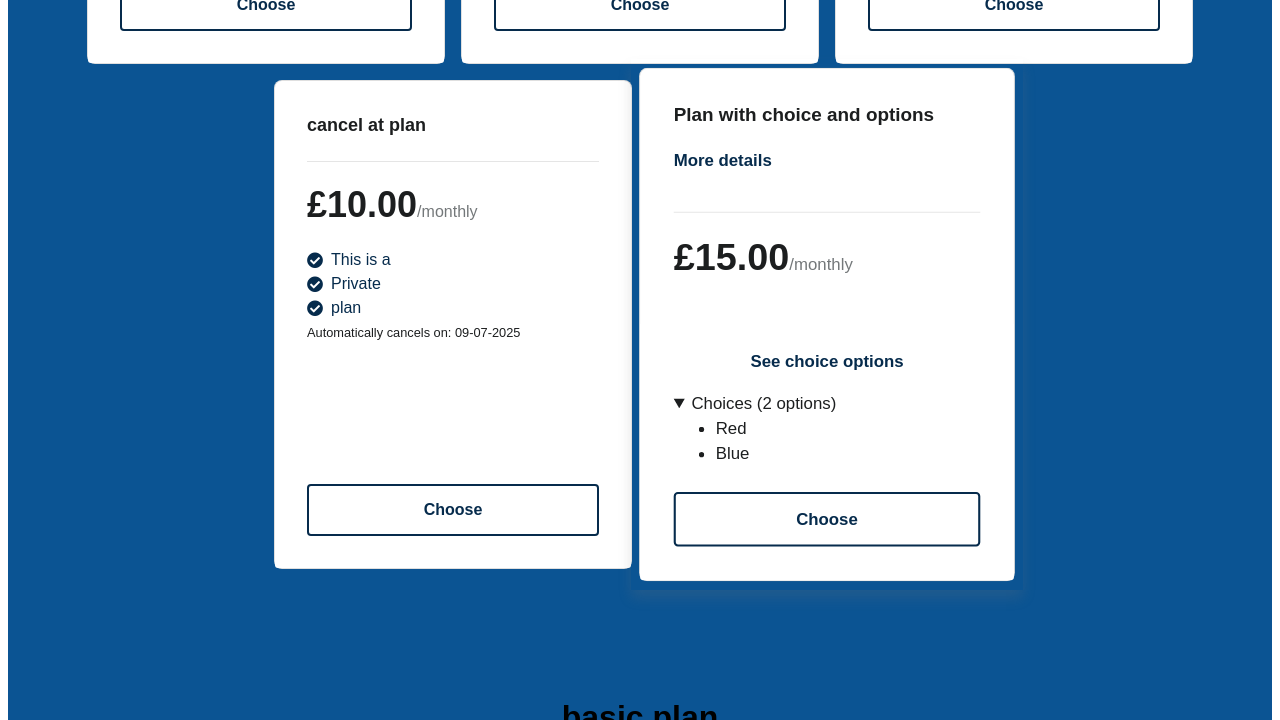 Choose
Choose
Choose
cancel at plan
£10.00/monthly
This is a
Private
plan
Automatically cancels on: 09-07-2025
Choose
Plan with choice and options
More details
£15.00/monthly
See choice options
Choices (2 options)
Red
Blue
Choose
basic plan